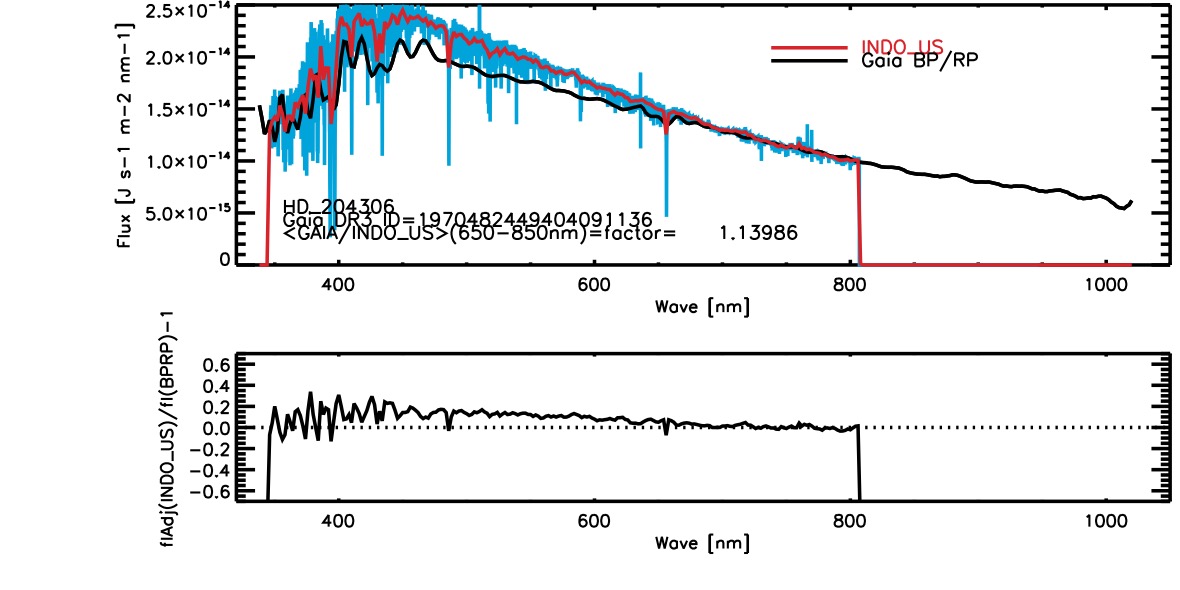 Flux [J s−1 m−2 nm−1]
2.5×10⁻¹⁴
2.0×10⁻¹⁴
1.5×10⁻¹⁴
1.0×10⁻¹⁴
5.0×10⁻¹⁵
0
INDO_US
Gaia BP/RP
HD_204306
Gaia DR3 ID=1970482449404091136
<GAIA/INDO_US>(650−850nm)=factor= 1.13986
400 600 800 1000
Wave [nm]
flAdj(INDO_US)/fl(BPRP)−1
0.6
0.4
0.2
0.0
−0.2
−0.4
−0.6
400 600 800 1000
Wave [nm]